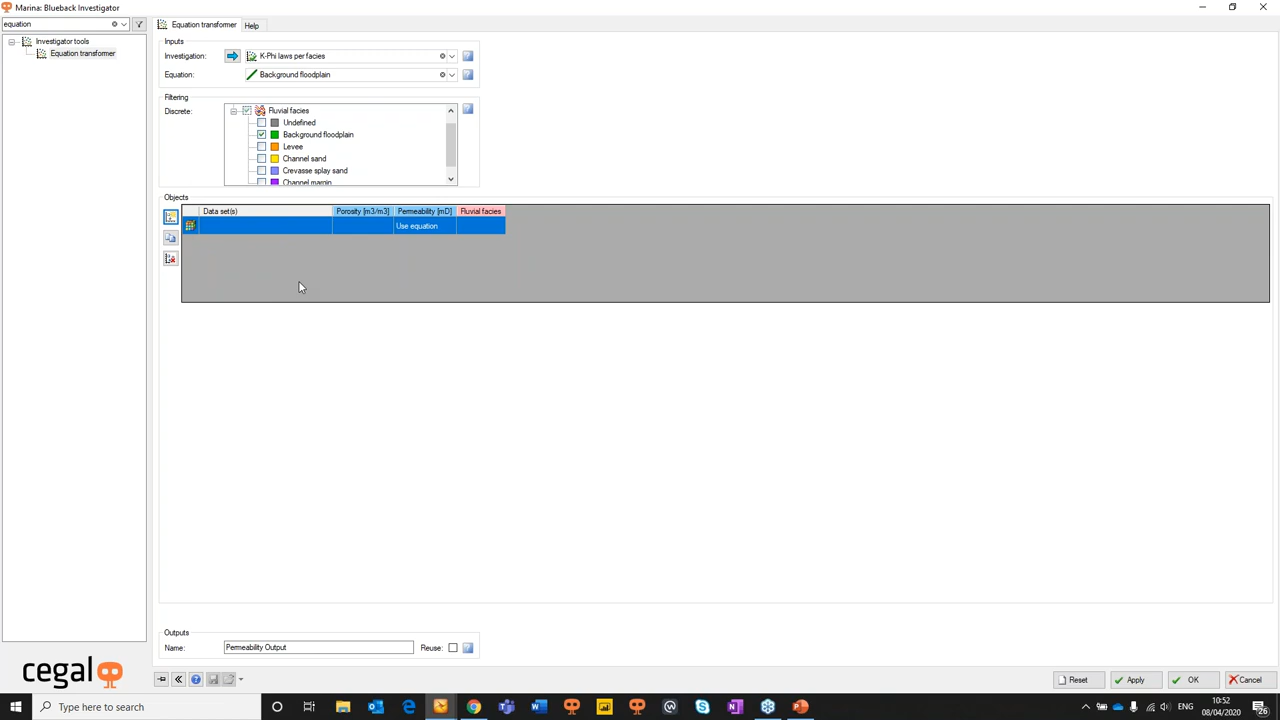 Marina: Blueback Investigator
equation
Investigator tools
Equation transformer
Equation transformer
Help
Inputs
Investigation:
K-Phi laws per facies
Equation:
Background floodplain
Filtering
Discrete:
Fluvial facies
Undefined
Background floodplain
Levee
Channel sand
Crevasse splay sand
Channel margin
Objects
Data set(s)
Porosity [m3/m3]
Permeability [mD]
Fluvial facies
Use equation
Outputs
Name:
Permeability Output
Reuse:
cegal
Reset
Apply
OK
Cancel
Type here to search
ENG
10:52
08/04/2020